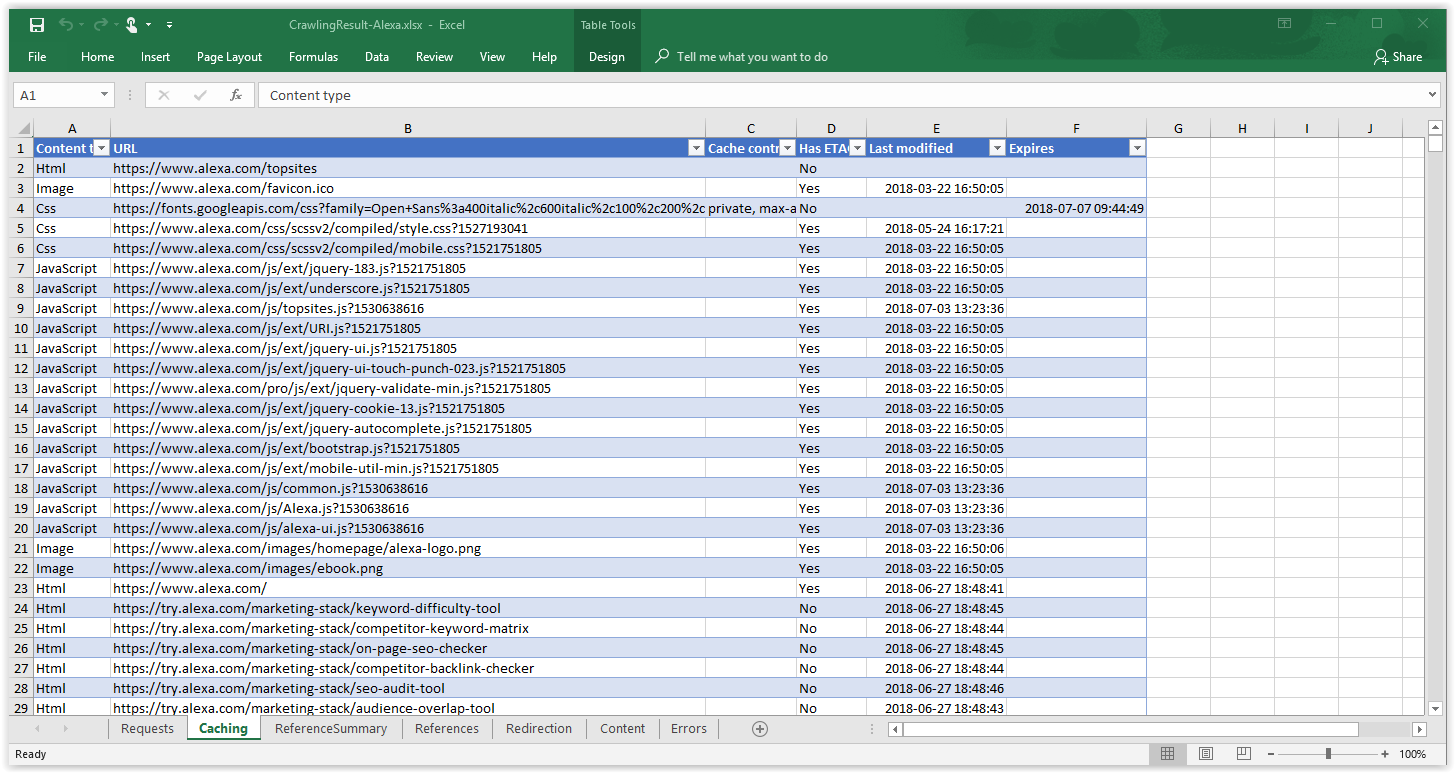 CrawlingResult-Alexa.xlsx - Excel Table Tools
File Home Insert Page Layout Formulas Data Review View Help Design Tell me what you want to do Share
A1 fx Content type
A B C D E F G H I J
1 Content t URL Cache contr Has ETA Last modified Expires
2 Html https://www.alexa.com/topsites No
3 Image https://www.alexa.com/favicon.ico Yes 2018-03-22 16:50:05
4 Css https://fonts.googleapis.com/css?family=Open+Sans%3a400italic%2c600italic%2c100%2c200%2c private, max-a No 2018-07-07 09:44:49
5 Css https://www.alexa.com/css/scssv2/compiled/style.css?1527193041 Yes 2018-05-24 16:17:21
6 Css https://www.alexa.com/css/scssv2/compiled/mobile.css?1521751805 Yes 2018-03-22 16:50:05
7 JavaScript https://www.alexa.com/js/ext/jquery-183.js?1521751805 Yes 2018-03-22 16:50:05
8 JavaScript https://www.alexa.com/js/ext/underscore.js?1521751805 Yes 2018-03-22 16:50:05
9 JavaScript https://www.alexa.com/js/topsites.js?1530638616 Yes 2018-07-03 13:23:36
10 JavaScript https://www.alexa.com/js/ext/URI.js?1521751805 Yes 2018-03-22 16:50:05
11 JavaScript https://www.alexa.com/js/ext/jquery-ui.js?1521751805 Yes 2018-03-22 16:50:05
12 JavaScript https://www.alexa.com/js/ext/jquery-ui-touch-punch-023.js?1521751805 Yes 2018-03-22 16:50:05
13 JavaScript https://www.alexa.com/pro/js/ext/jquery-validate-min.js?1521751805 Yes 2018-03-22 16:50:05
14 JavaScript https://www.alexa.com/js/ext/jquery-cookie-13.js?1521751805 Yes 2018-03-22 16:50:05
15 JavaScript https://www.alexa.com/js/ext/jquery-autocomplete.js?1521751805 Yes 2018-03-22 16:50:05
16 JavaScript https://www.alexa.com/js/ext/bootstrap.js?1521751805 Yes 2018-03-22 16:50:05
17 JavaScript https://www.alexa.com/js/ext/mobile-util-min.js?1521751805 Yes 2018-03-22 16:50:05
18 JavaScript https://www.alexa.com/js/common.js?1530638616 Yes 2018-07-03 13:23:36
19 JavaScript https://www.alexa.com/js/Alexa.js?1530638616 Yes 2018-07-03 13:23:36
20 JavaScript https://www.alexa.com/js/alexa-ui.js?1530638616 Yes 2018-07-03 13:23:36
21 Image https://www.alexa.com/images/homepage/alexa-logo.png Yes 2018-03-22 16:50:06
22 Image https://www.alexa.com/images/ebook.png Yes 2018-03-22 16:50:05
23 Html https://www.alexa.com/ Yes 2018-06-27 18:48:41
24 Html https://try.alexa.com/marketing-stack/keyword-difficulty-tool No 2018-06-27 18:48:45
25 Html https://try.alexa.com/marketing-stack/competitor-keyword-matrix No 2018-06-27 18:48:44
26 Html https://try.alexa.com/marketing-stack/on-page-seo-checker No 2018-06-27 18:48:45
27 Html https://try.alexa.com/marketing-stack/competitor-backlink-checker No 2018-06-27 18:48:44
28 Html https://try.alexa.com/marketing-stack/seo-audit-tool No 2018-06-27 18:48:46
29 Html https://try.alexa.com/marketing-stack/audience-overlap-tool No 2018-06-27 18:48:43
Requests Caching ReferenceSummary References Redirection Content Errors
Ready 100%